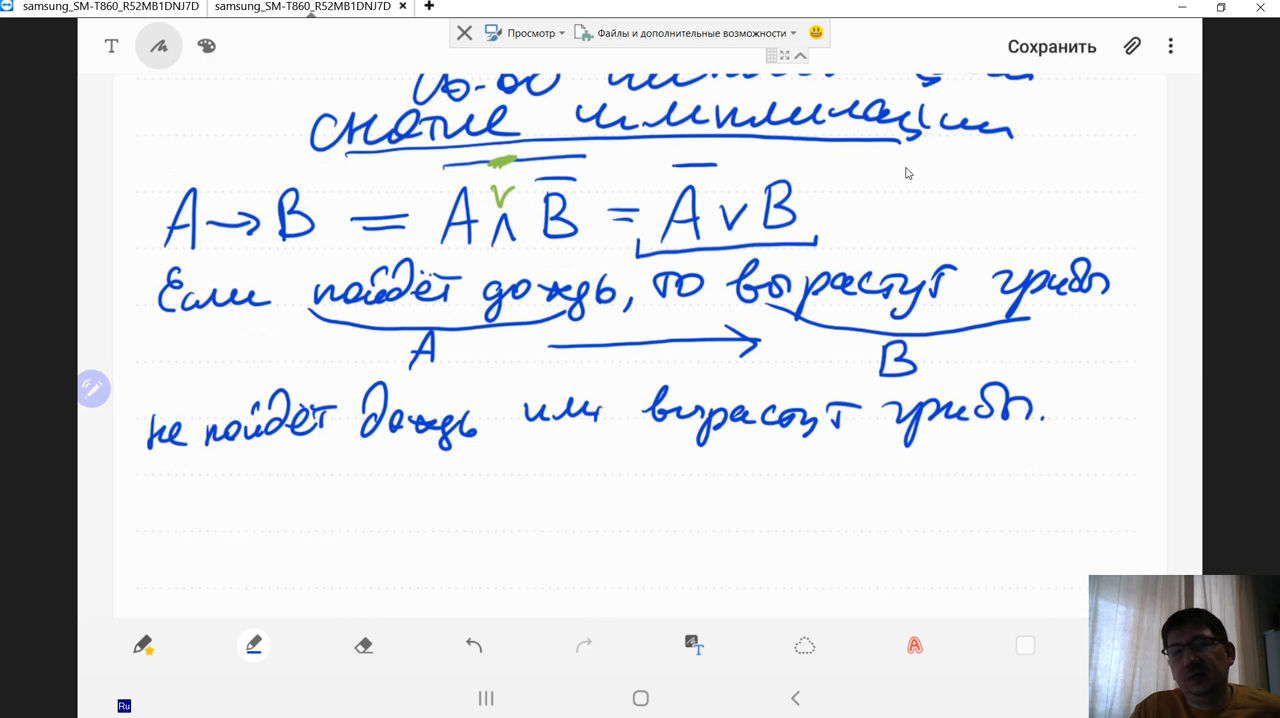 samsung_SM-T860_R52MB1DNJ7D samsung_SM-T860_R52MB1DNJ7D
Просмотр Файлы и дополнительные возможности
T Сохранить
снятие импликации
A → B = A ∧ B = A ∨ B
v
Если пойдёт дождь, то вырастут грибы
A → B
не пойдёт дождь или вырастут грибы.
Ru